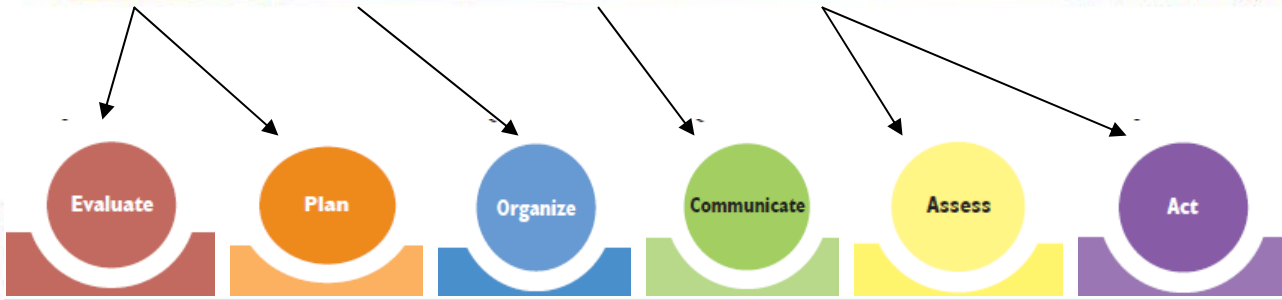 Evaluate
Plan
Organize
Communicate
Assess
Act